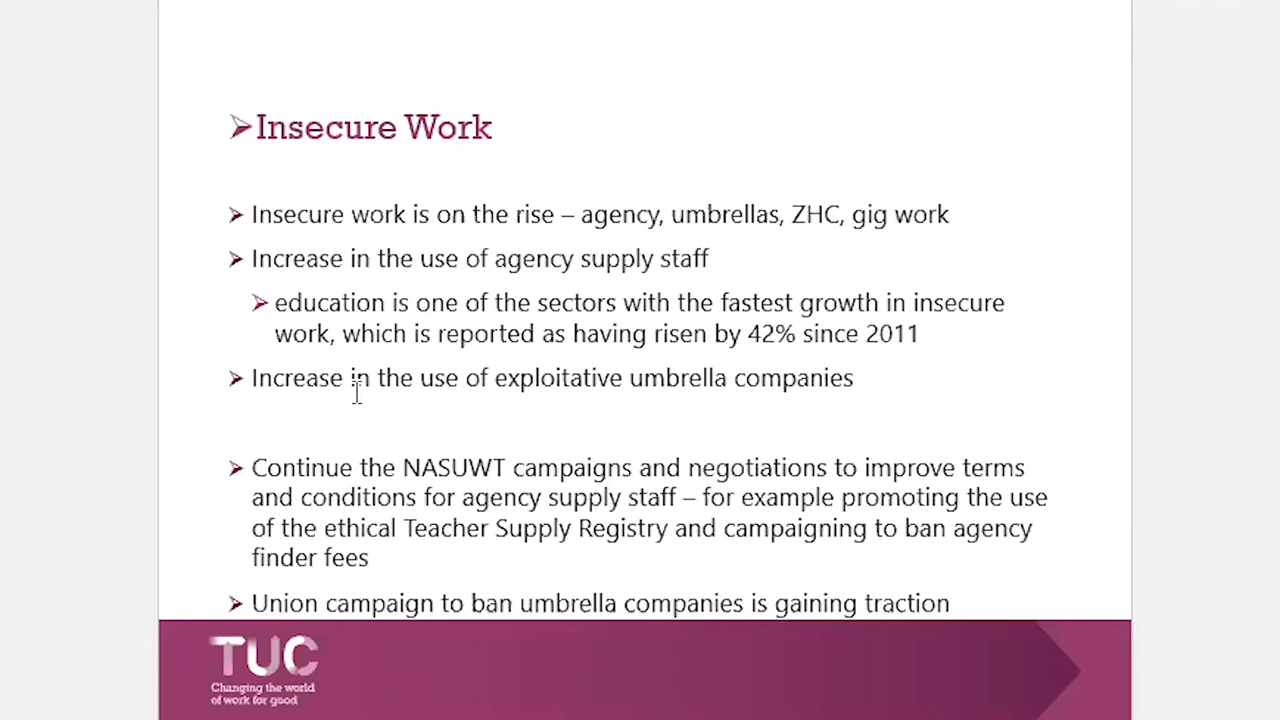 ➢Insecure Work
➢ Insecure work is on the rise – agency, umbrellas, ZHC, gig work
➢ Increase in the use of agency supply staff
➢ education is one of the sectors with the fastest growth in insecure
work, which is reported as having risen by 42% since 2011
➢ Increase in the use of exploitative umbrella companies
➢ Continue the NASUWT campaigns and negotiations to improve terms
and conditions for agency supply staff – for example promoting the use
of the ethical Teacher Supply Registry and campaigning to ban agency
finder fees
➢ Union campaign to ban umbrella companies is gaining traction
TUC
Changing the world
of work for good